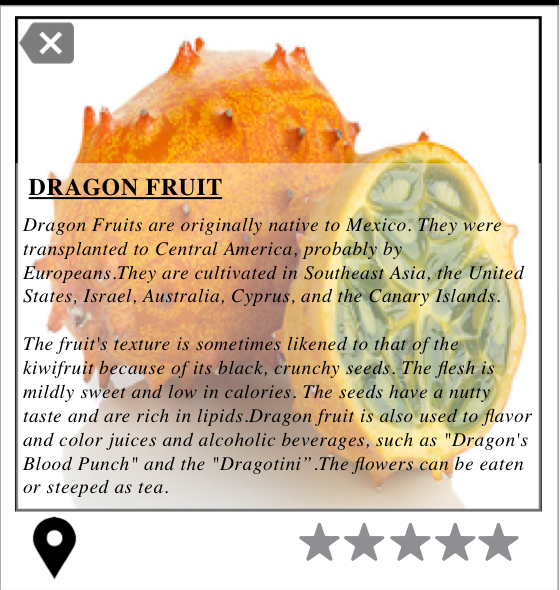 DRAGON FRUIT
Dragon Fruits are originally native to Mexico. They were
transplanted to Central America, probably by
Europeans.They are cultivated in Southeast Asia, the United
States, Israel, Australia, Cyprus, and the Canary Islands.
The fruit's texture is sometimes likened to that of the
kiwifruit because of its black, crunchy seeds. The flesh is
mildly sweet and low in calories. The seeds have a nutty
taste and are rich in lipids.Dragon fruit is also used to flavor
and color juices and alcoholic beverages, such as "Dragon's
Blood Punch" and the "Dragotini”.The flowers can be eaten
or steeped as tea.